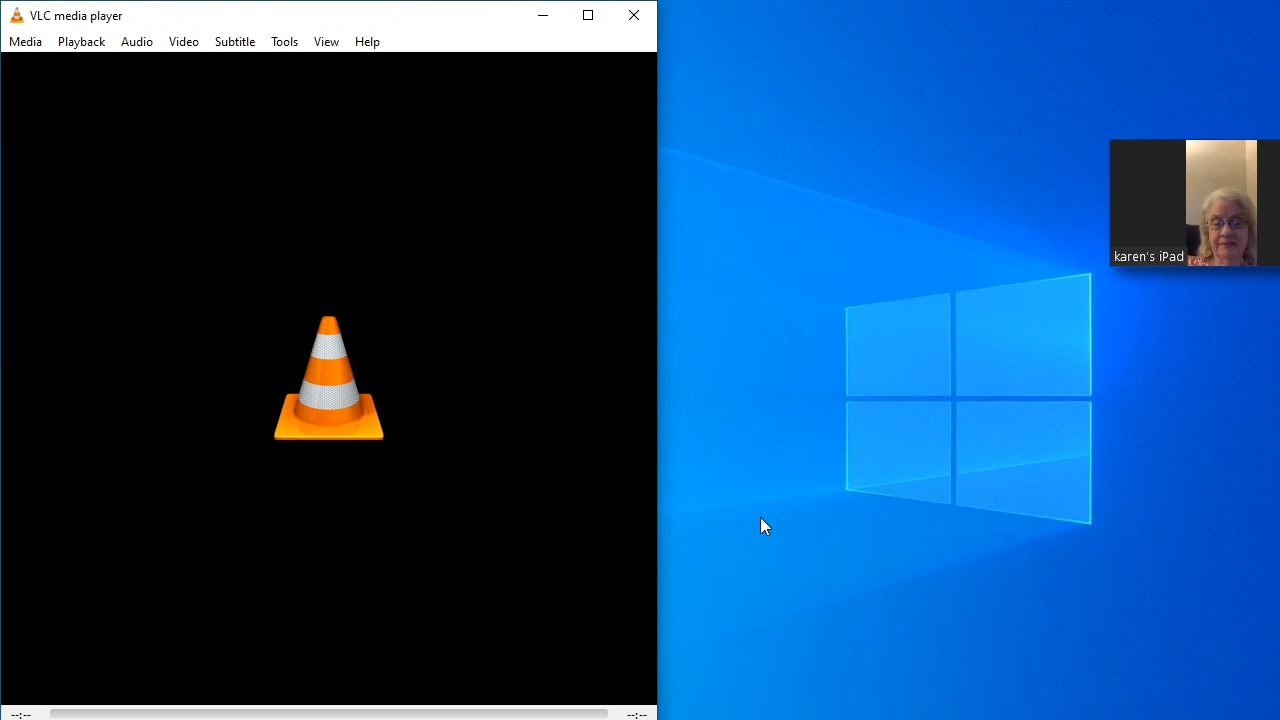 VLC media player
Media Playback Audio Video Subtitle Tools View Help
karen's iPad
--:-- --:--